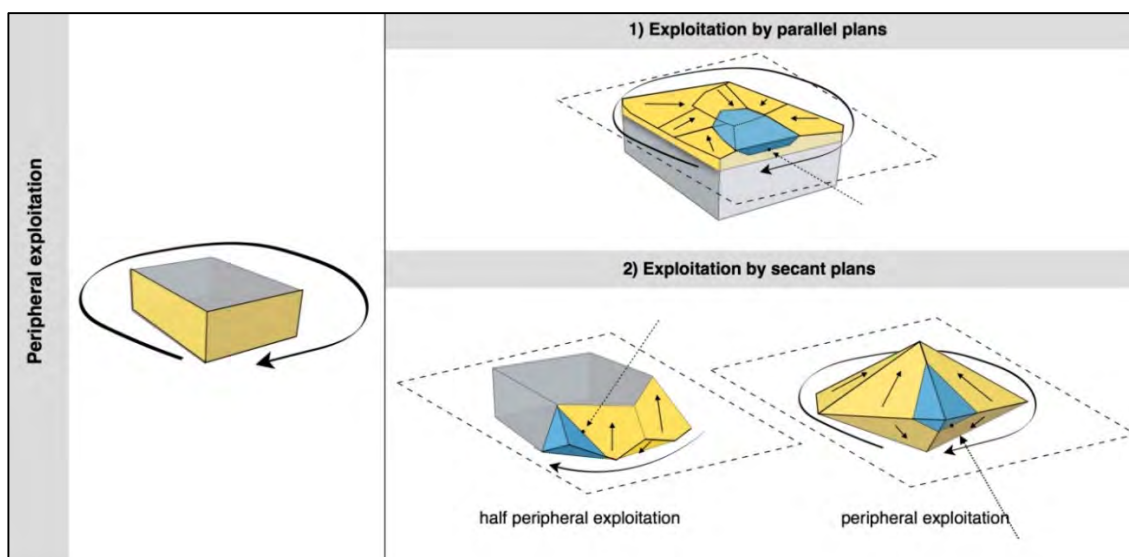 Peripheral exploitation
1) Exploitation by parallel plans
2) Exploitation by secant plans
half peripheral exploitation
peripheral exploitation